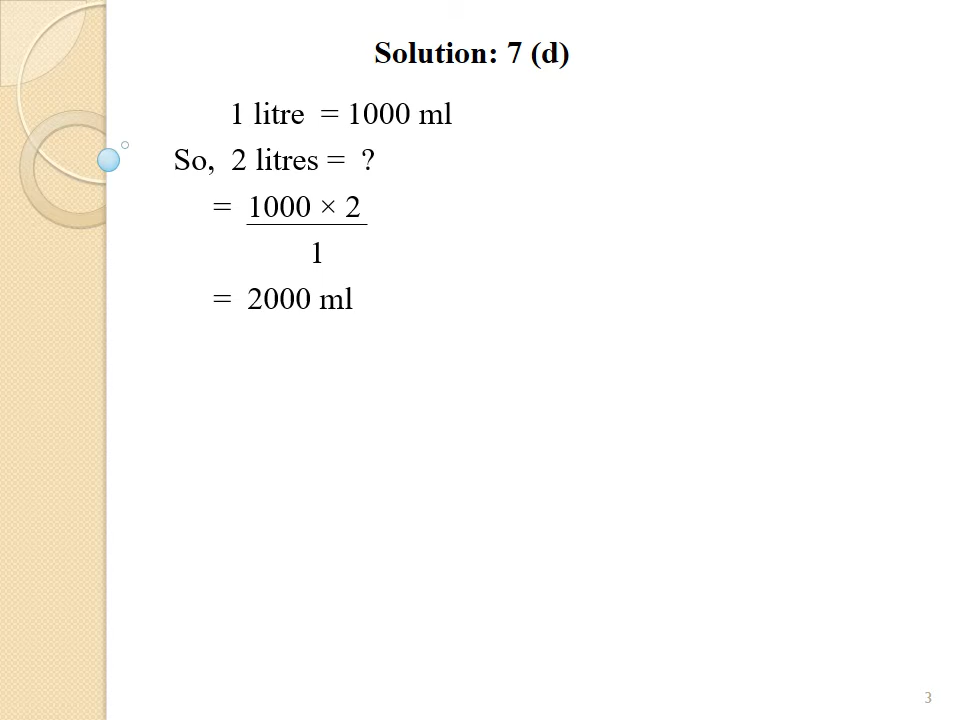 Solution: 7 (d)
1 litre = 1000 ml
So, 2 litres = ?
= 1000 × 2
1
= 2000 ml
3